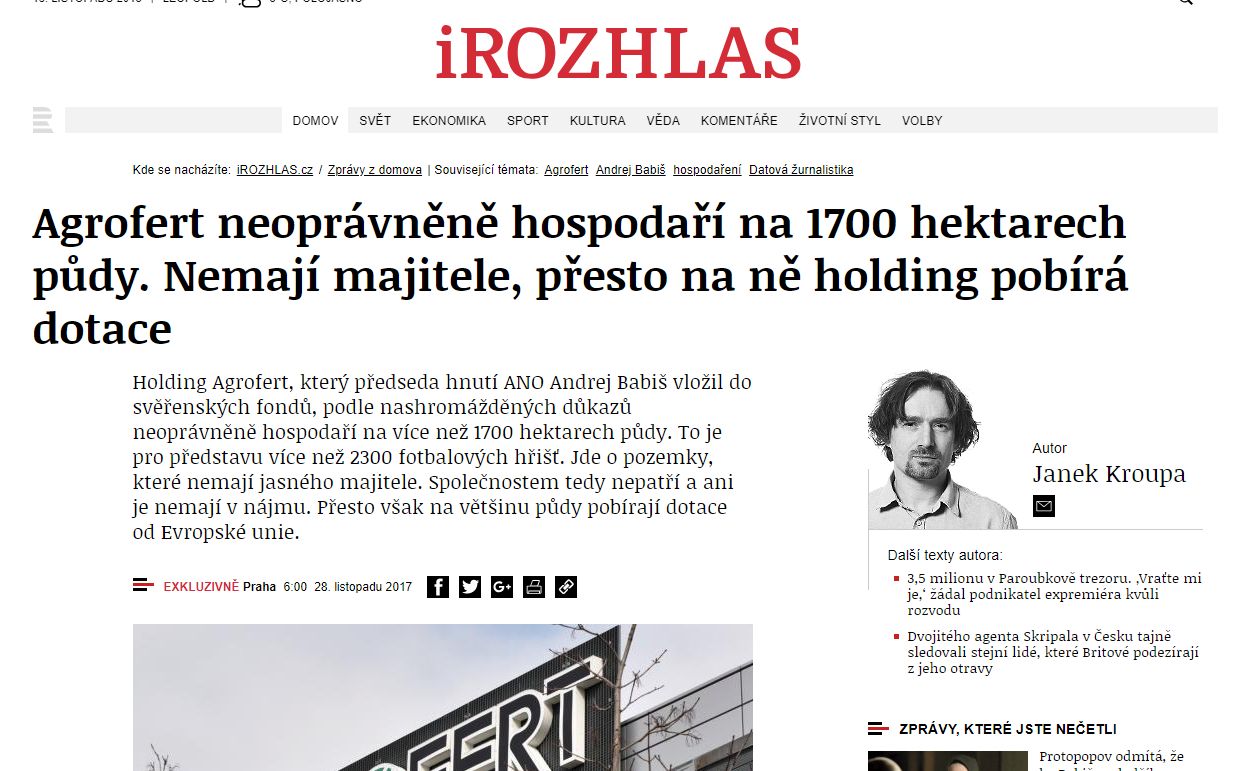 iROZHLAS
DOMOV SVĚT EKONOMIKA SPORT KULTURA VĚDA KOMENTÁŘE ŽIVOTNÍ STYL VOLBY
Kde se nacházíte: iROZHLAS.cz / Zprávy z domova | Související témata: Agrofert Andrej Babiš hospodaření Datová žurnalistika
Agrofert neoprávněně hospodaří na 1700 hektarech
půdy. Nemají majitele, přesto na ně holding pobírá
dotace
Holding Agrofert, který předseda hnutí ANO Andrej Babiš vložil do
svěřenských fondů, podle nashromážděných důkazů
neoprávněně hospodaří na více než 1700 hektarech půdy. To je
pro představu více než 2300 fotbalových hřišť. Jde o pozemky,
které nemají jasného majitele. Společnostem tedy nepatří a ani
je nemají v nájmu. Přesto však na většinu půdy pobírají dotace
od Evropské unie.
EXKLUZIVNĚ Praha 6:00 28. listopadu 2017
Autor
Janek Kroupa
Další texty autora:
3,5 milionu v Paroubkově trezoru. ‚Vraťte mi
je,‘ žádal podnikatel expremiéra kvůli
rozvodu
Dvojitého agenta Skripala v Česku tajně
sledovali stejní lidé, které Britové podezírají
z jeho otravy
ZPRÁVY, KTERÉ JSTE NEČETLI
Protopopov odmítá, že
FERT